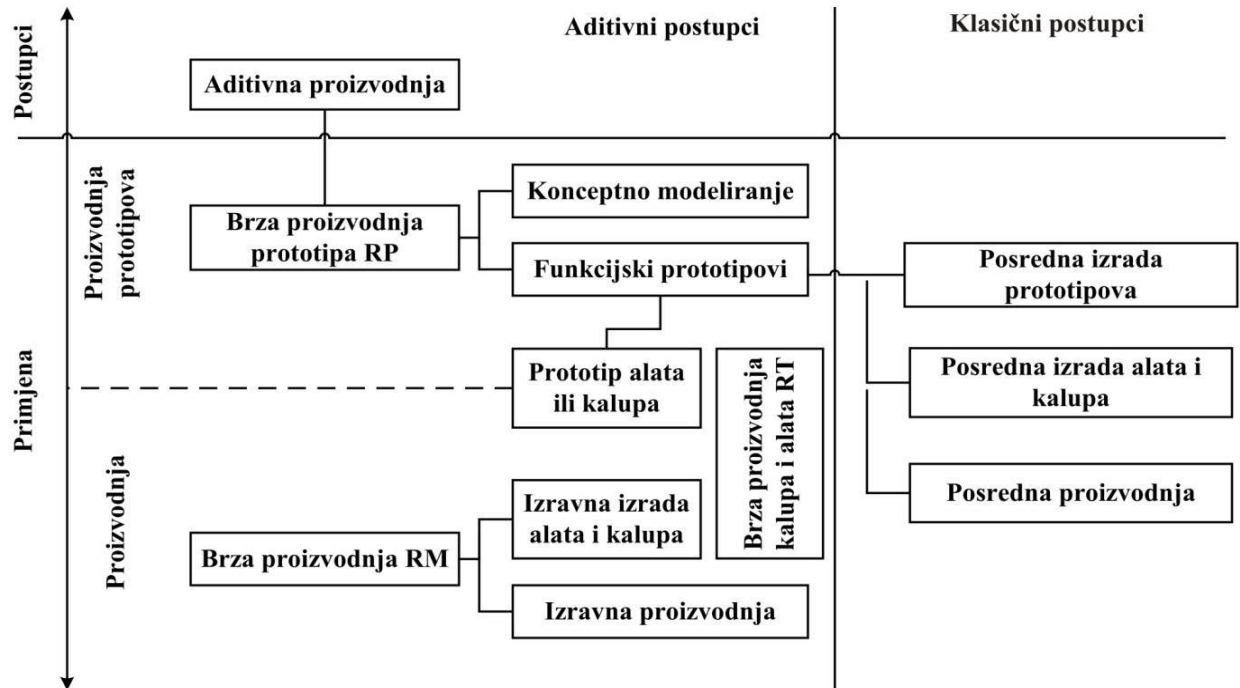 Aditivni postupci
Klasični postupci
Postupci
Aditivna proizvodnja
Proizvodnja
prototipova
Konceptno modeliranje
Brza proizvodnja
prototipa RP
Funkcijski prototipovi
Posredna izrada
prototipova
Primjena
Prototip alata
ili kalupa
Brza proizvodnja
kalupa i alata RT
Posredna izrada alata i
kalupa
Proizvodnja
Izravna izrada
alata i kalupa
Posredna proizvodnja
Brza proizvodnja RM
Izravna proizvodnja